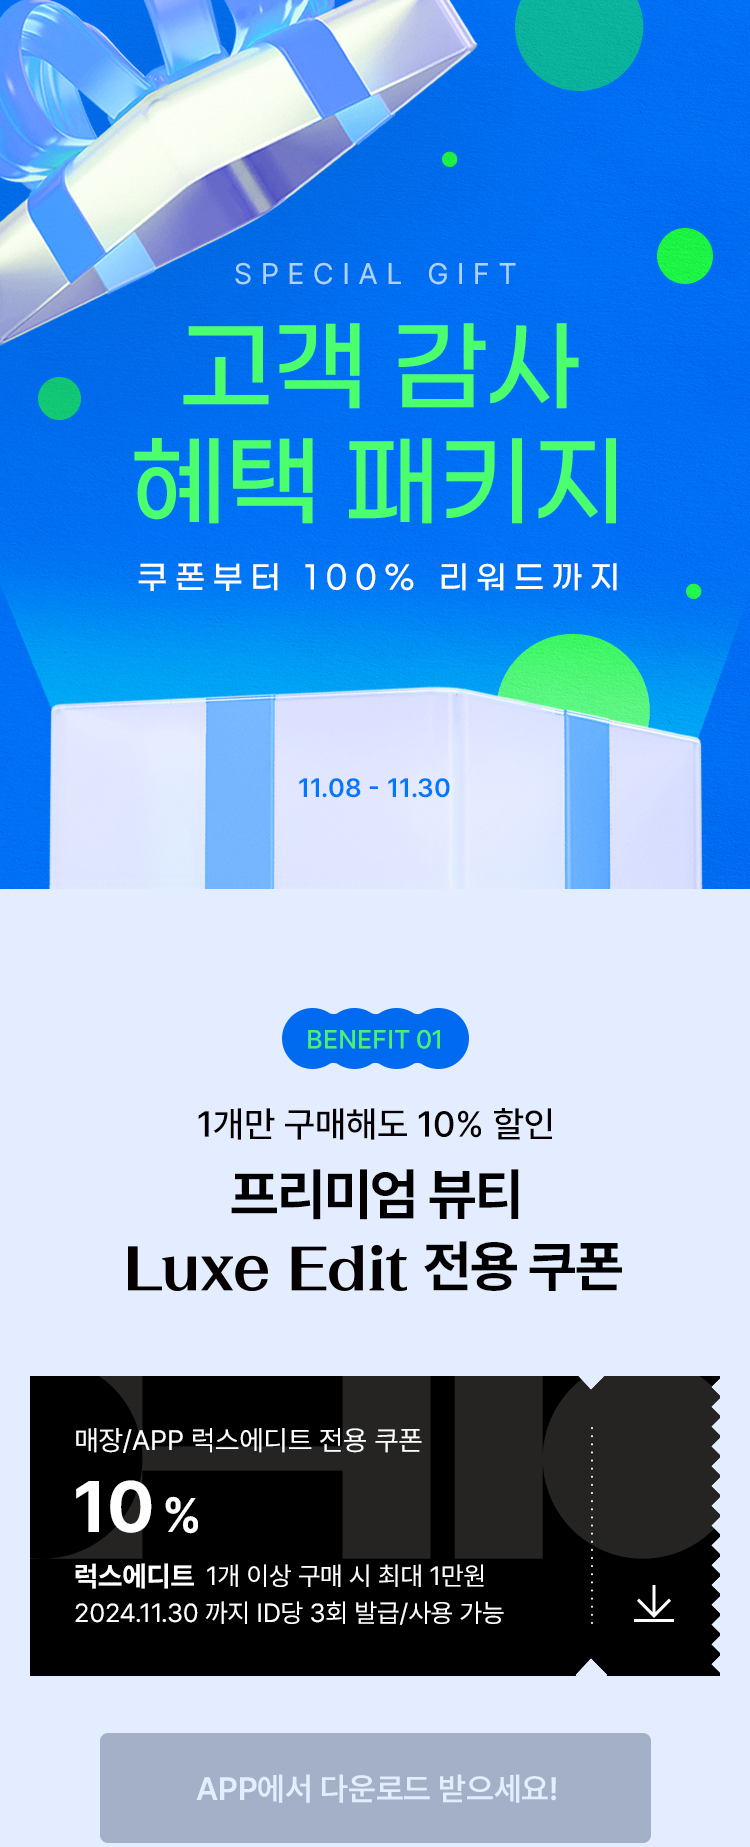 SPECIAL GIFT
고객 감사
혜택 패키지
쿠폰부터 100% 리워드까지
11.08 - 11.30
BENEFIT 01
1개만 구매해도 10% 할인
프리미엄 뷰티
Luxe Edit 전용 쿠폰
매장/APP 럭스에디트 전용 쿠폰
10 %
럭스에디트 1개 이상 구매 시 최대 1만원
2024.11.30 까지 ID당 3회 발급/사용 가능
APP에서 다운로드 받으세요!